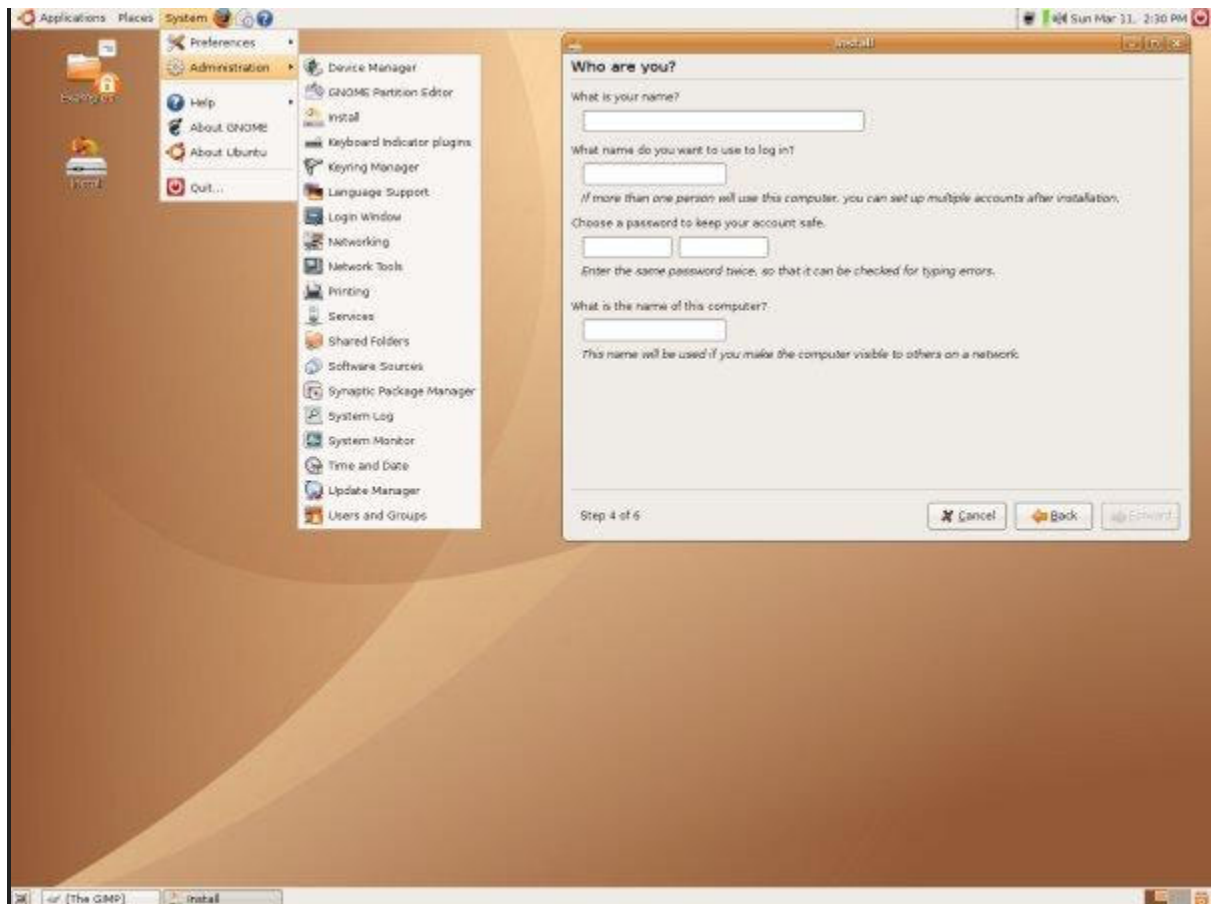 Applications Places System
Sun Mar 11, 2:30 PM
Examples
Install
Preferences
Administration
Help
About GNOME
About Ubuntu
Quit...
Device Manager
GNOME Partition Editor
Install
Keyboard Indicator plugins
Keyring Manager
Language Support
Login Window
Networking
Network Tools
Printing
Services
Shared Folders
Software Sources
Synaptic Package Manager
System Log
System Monitor
Time and Date
Update Manager
Users and Groups
Install
Who are you?
What is your name?
What name do you want to use to log in?
If more than one person will use this computer, you can set up multiple accounts after installation.
Choose a password to keep your account safe.
Enter the same password twice, so that it can be checked for typing errors.
What is the name of this computer?
This name will be used if you make the computer visible to others on a network.
Step 4 of 6
Cancel Back Forward
[The GIMP] Install